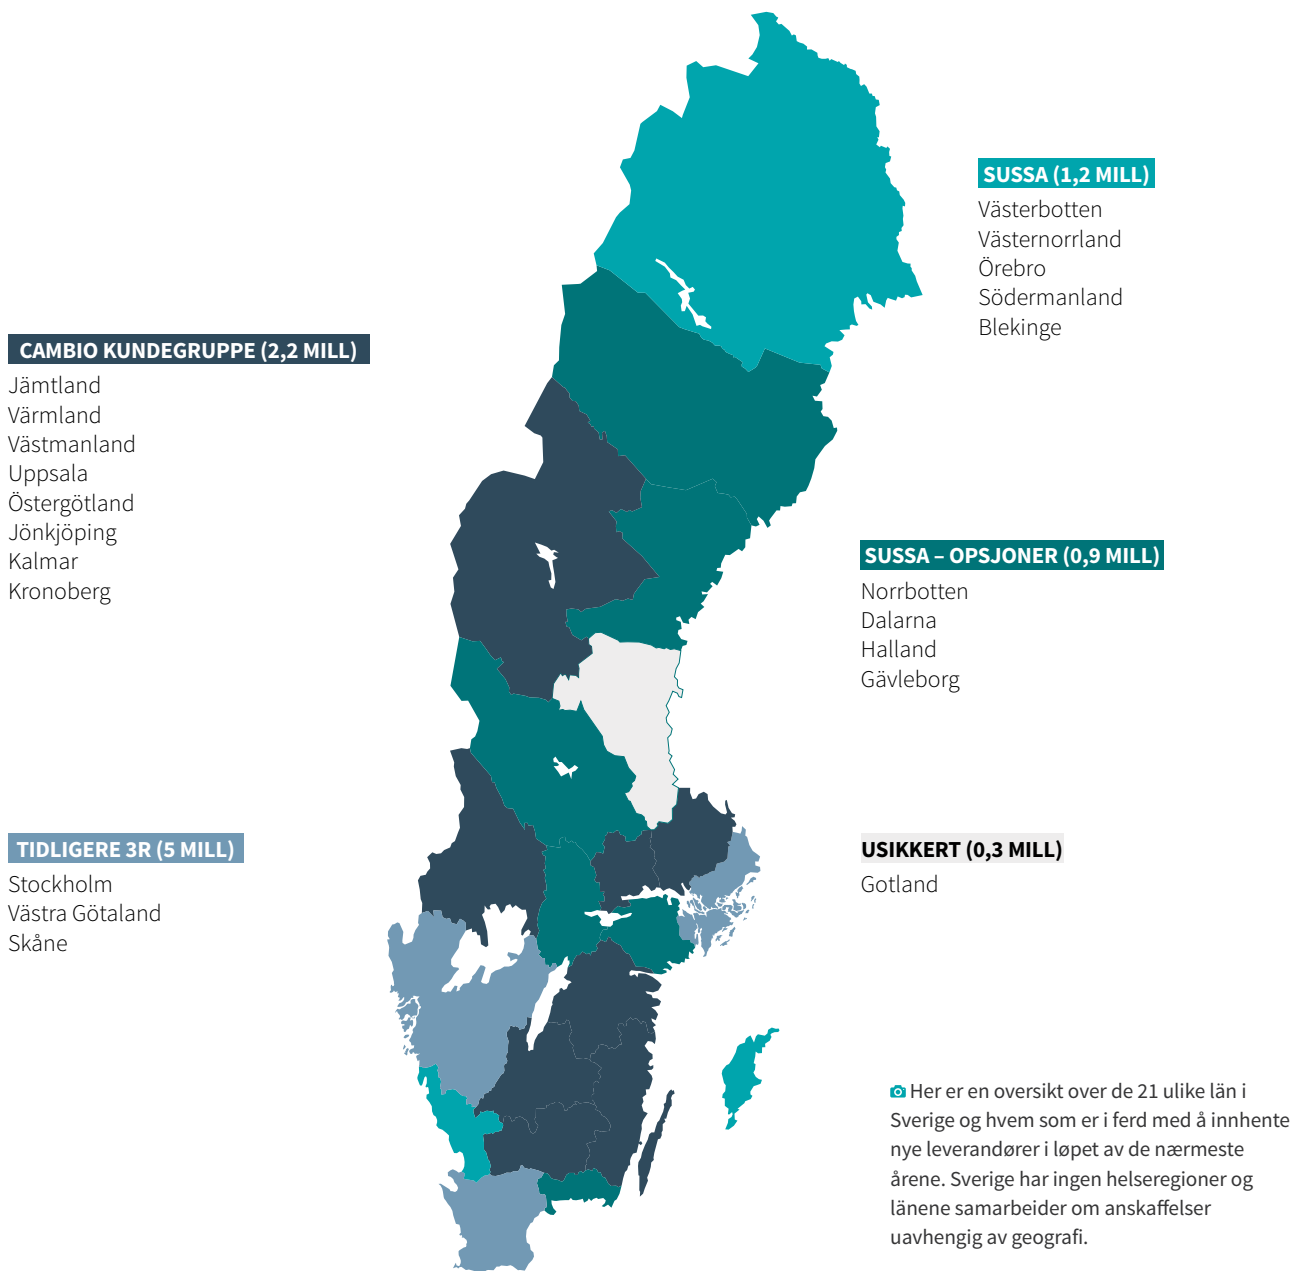 SUSSA (1,2 MILL)
Västerbotten
Västernorrland
Örebro
Södermanland
Blekinge
CAMBIO KUNDEGRUPPE (2,2 MILL)
Jämtland
Värmland
Västmanland
Uppsala
Östergötland
Jönkjöping
Kalmar
Kronoberg
SUSSA – OPSJONER (0,9 MILL)
Norrbotten
Dalarna
Halland
Gävleborg
TIDLIGERE 3R (5 MILL)
Stockholm
Västra Götaland
Skåne
USIKKERT (0,3 MILL)
Gotland
Her er en oversikt over de 21 ulike län i
Sverige og hvem som er i ferd med å innhente
nye leverandører i løpet av de nærmeste
årene. Sverige har ingen helseregioner og
länene samarbeider om anskaffelser
uavhengig av geografi.